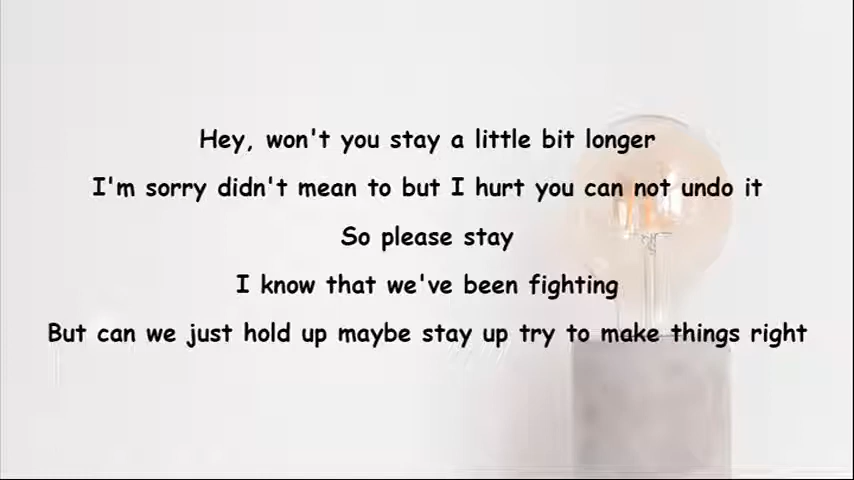 Hey, won't you stay a little bit longer
I'm sorry didn't mean to but I hurt you can not undo it
So please stay
I know that we've been fighting
But can we just hold up maybe stay up try to make things right